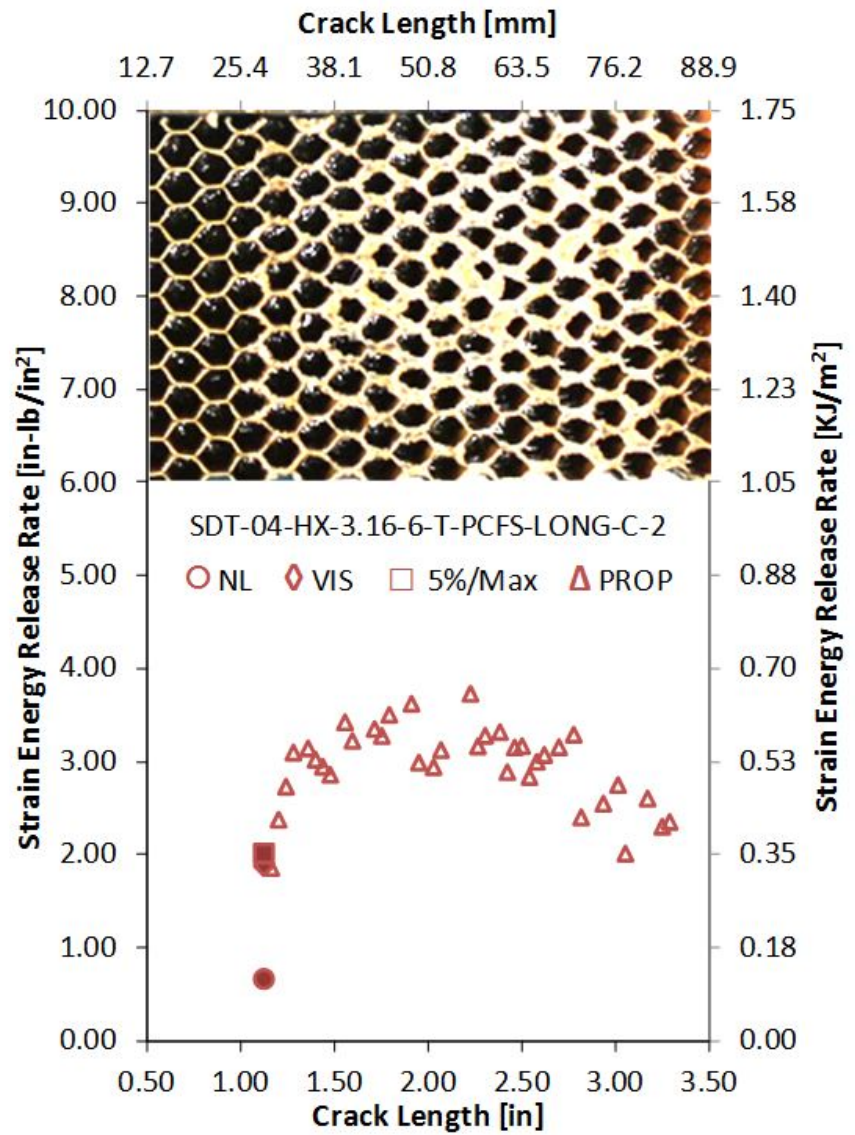 Crack Length [mm]
12.7 25.4 38.1 50.8 63.5 76.2 88.9
Strain Energy Release Rate [in-lb/in²]
10.00
9.00
8.00
7.00
6.00
5.00
4.00
3.00
2.00
1.00
0.00
SDT-04-HX-3.16-6-T-PCFS-LONG-C-2
NL VIS 5%/Max PROP
1.75
1.58
1.40
1.23
1.05
0.88
0.70
0.53
0.35
0.18
0.00
Strain Energy Release Rate [KJ/m²]
0.50 1.00 1.50 2.00 2.50 3.00 3.50
Crack Length [in]